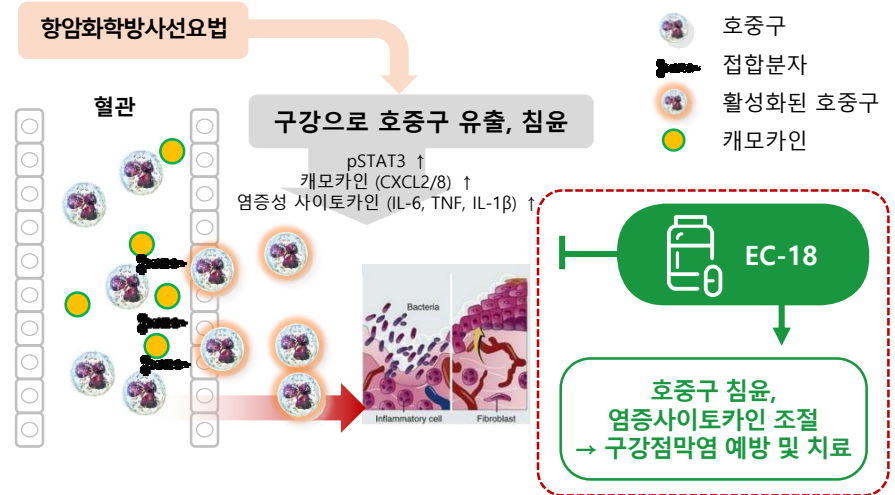 항암화학방사선요법
호중구
접합분자
활성화된 호중구
캐모카인
혈관
구강으로 호중구 유출, 침윤
pSTAT3 ↑
캐모카인 (CXCL2/8) ↑
염증성 사이토카인 (IL-6, TNF, IL-1β) ↑
EC-18
Bacteria
Inflammatory cell
Fibroblast
호중구 침윤,
염증사이토카인 조절
→ 구강점막염 예방 및 치료